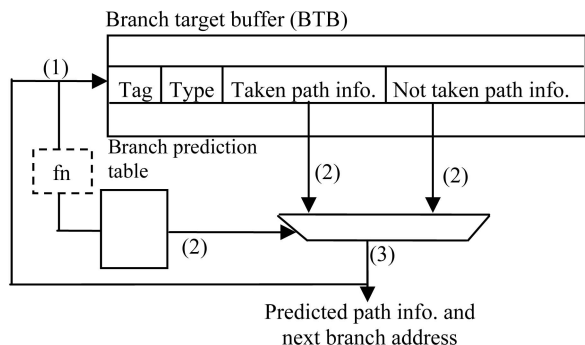 Branch target buffer (BTB)
(1)
Tag Type Taken path info. Not taken path info.
Branch prediction
table
fn
(2) (2)
(2)
(3)
Predicted path info. and
next branch address